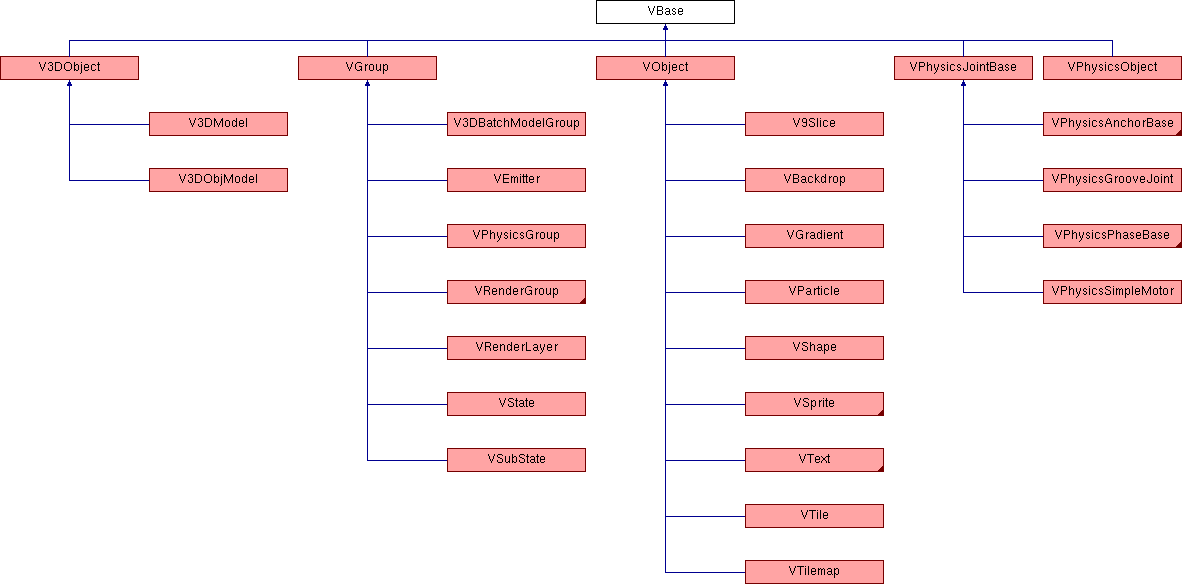 VBase
V3DObject
VGroup
VObject
VPhysicsJointBase
VPhysicsObject
V3DModel
V3DBatchModelGroup
V9Slice
VPhysicsAnchorBase
V3DObjModel
VEmitter
VBackdrop
VPhysicsGrooveJoint
VPhysicsGroup
VGradient
VPhysicsPhaseBase
VRenderGroup
VParticle
VPhysicsSimpleMotor
VRenderLayer
VShape
VState
VSprite
VSubState
VText
VTile
VTilemap